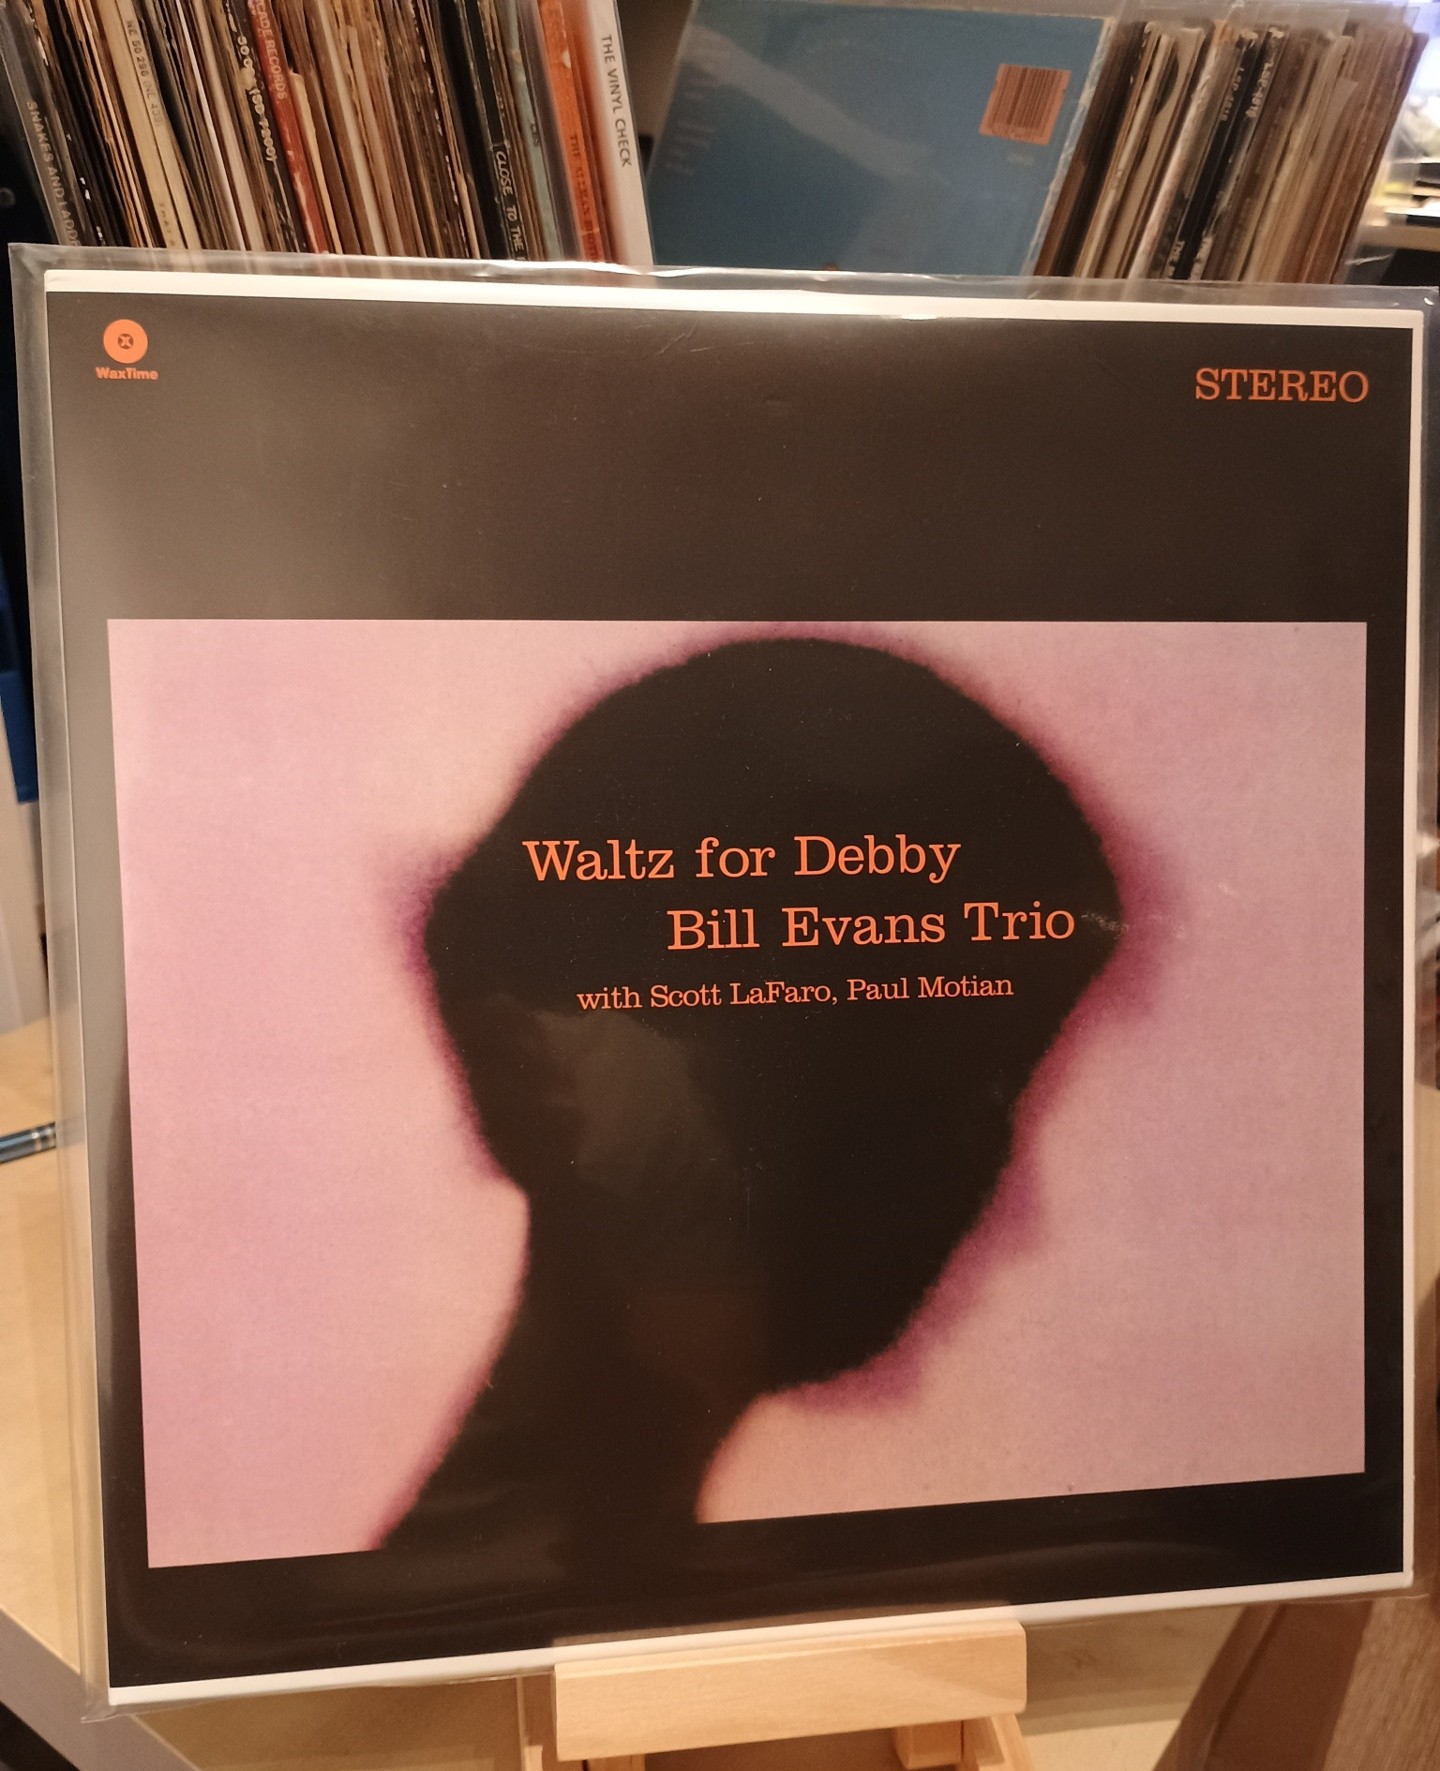 THE VINYL CHECK
CLOSE TO THE
WaxTime
STEREO
Waltz for Debby
Bill Evans Trio
with Scott LaFaro, Paul Motian